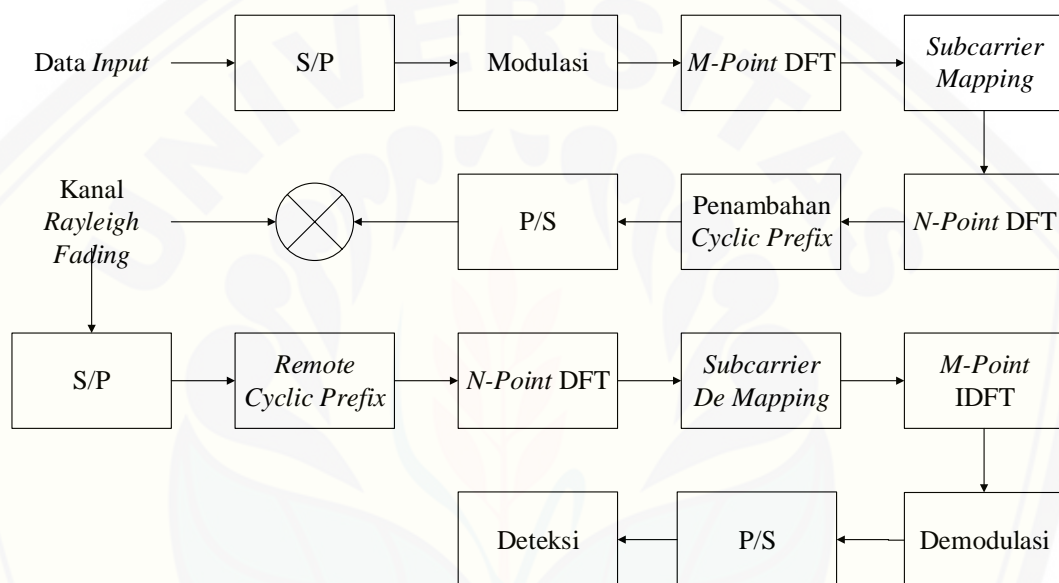 Data Input
S/P
Modulasi
M-Point DFT
Subcarrier
Mapping
Kanal
Rayleigh
Fading
P/S
Penambahan
Cyclic Prefix
N-Point DFT
S/P
Remote
Cyclic Prefix
N-Point DFT
Subcarrier
De Mapping
M-Point
IDFT
Deteksi
P/S
Demodulasi
UNIVERSITAS